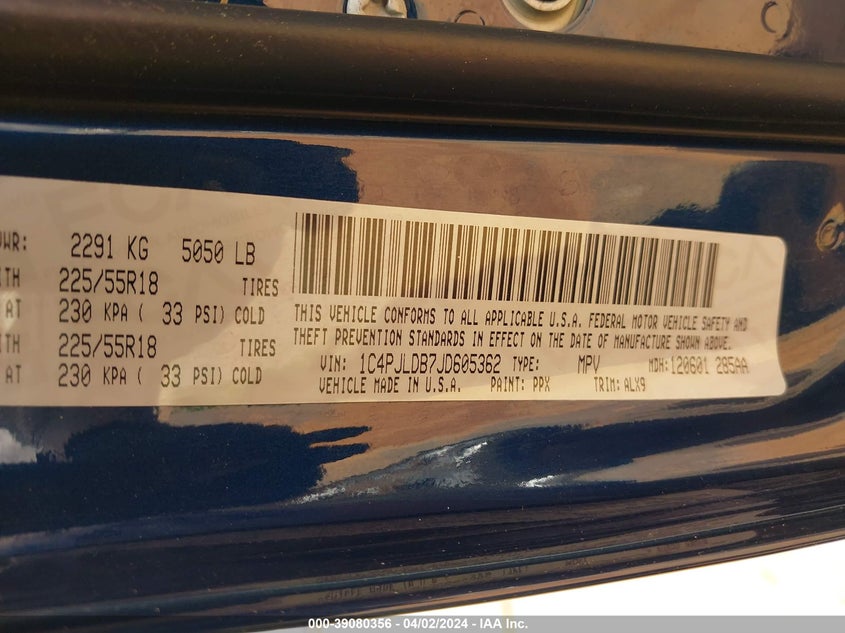 WR: 2291 KG 5050 LB
ITH 225/55R18 TIRES
AT 230 KPA ( 33 PSI) COLD
ITH 225/55R18 TIRES
AT 230 KPA ( 33 PSI) COLD
THIS VEHICLE CONFORMS TO ALL APPLICABLE U.S.A. FEDERAL MOTOR VEHICLE SAFETY AND
THEFT PREVENTION STANDARDS IN EFFECT ON THE DATE OF MANUFACTURE SHOWN ABOVE.
VIN: 1C4PJLDB7JD605362 TYPE: MPV MDH: 120601 285AA
VEHICLE MADE IN U.S.A. PAINT: PPX TRIM: ALX9
000-39080356 - 04/02/2024 - IAA Inc.